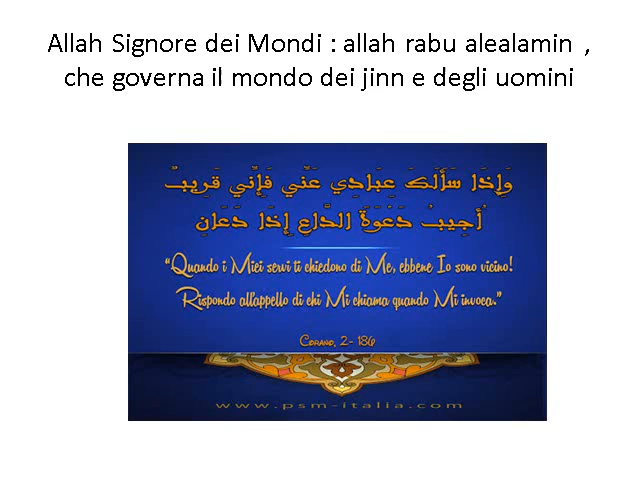 Allah Signore dei Mondi : allah rabu alealamin ,
che governa il mondo dei jinn e degli uomini
وَإِذَا سَأَلَكَ عِبَادِي عَنِّي فَإِنِّي قَرِيبٌ
أُجِيبُ دَعْوَةَ الدَّاعِ إِذَا دَعَانِ
“Quando i Miei servi ti chiedono di Me, ebbene Io sono vicino!
Rispondo all'appello di chi Mi chiama quando Mi invoca.”
Corano, 2- 186
www.psm-italia.com